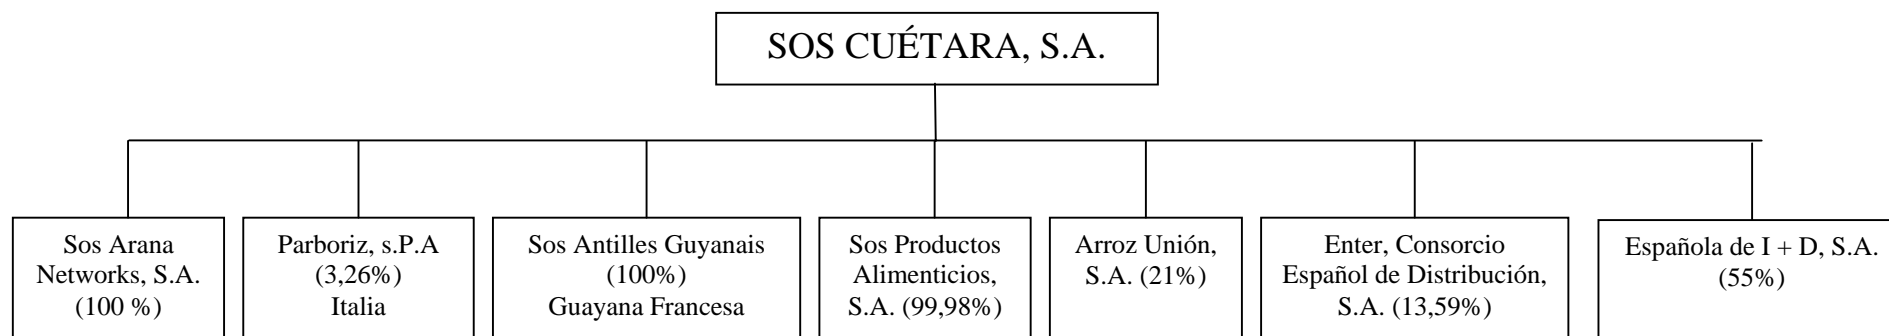 SOS CUÉTARA, S.A.
Sos Arana
Networks, S.A.
(100 %)
Parboriz, s.P.A
(3,26%)
Italia
Sos Antilles Guyanais
(100%)
Guayana Francesa
Sos Productos
Alimenticios,
S.A. (99,98%)
Arroz Unión,
S.A. (21%)
Enter, Consorcio
Español de Distribución,
S.A. (13,59%)
Española de I + D, S.A.
(55%)